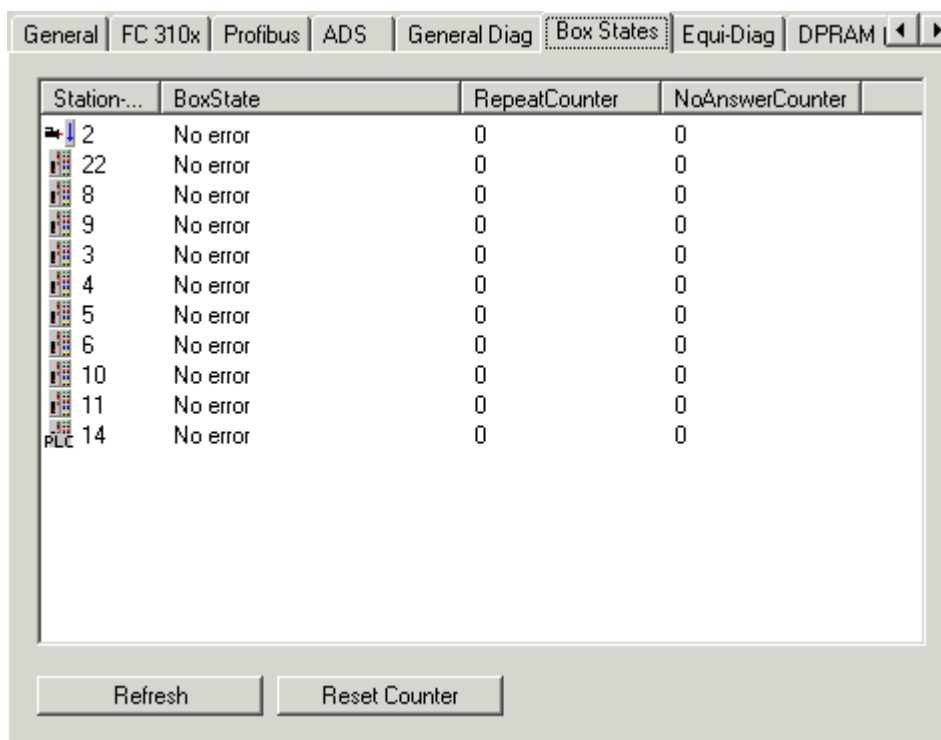 General FC 310x Profibus ADS General Diag Box States Equi-Diag DPRAM
Station-... BoxState RepeatCounter NoAnswerCounter
2 No error 0 0
22 No error 0 0
8 No error 0 0
9 No error 0 0
3 No error 0 0
4 No error 0 0
5 No error 0 0
6 No error 0 0
10 No error 0 0
11 No error 0 0
PLC 14 No error 0 0
Refresh Reset Counter